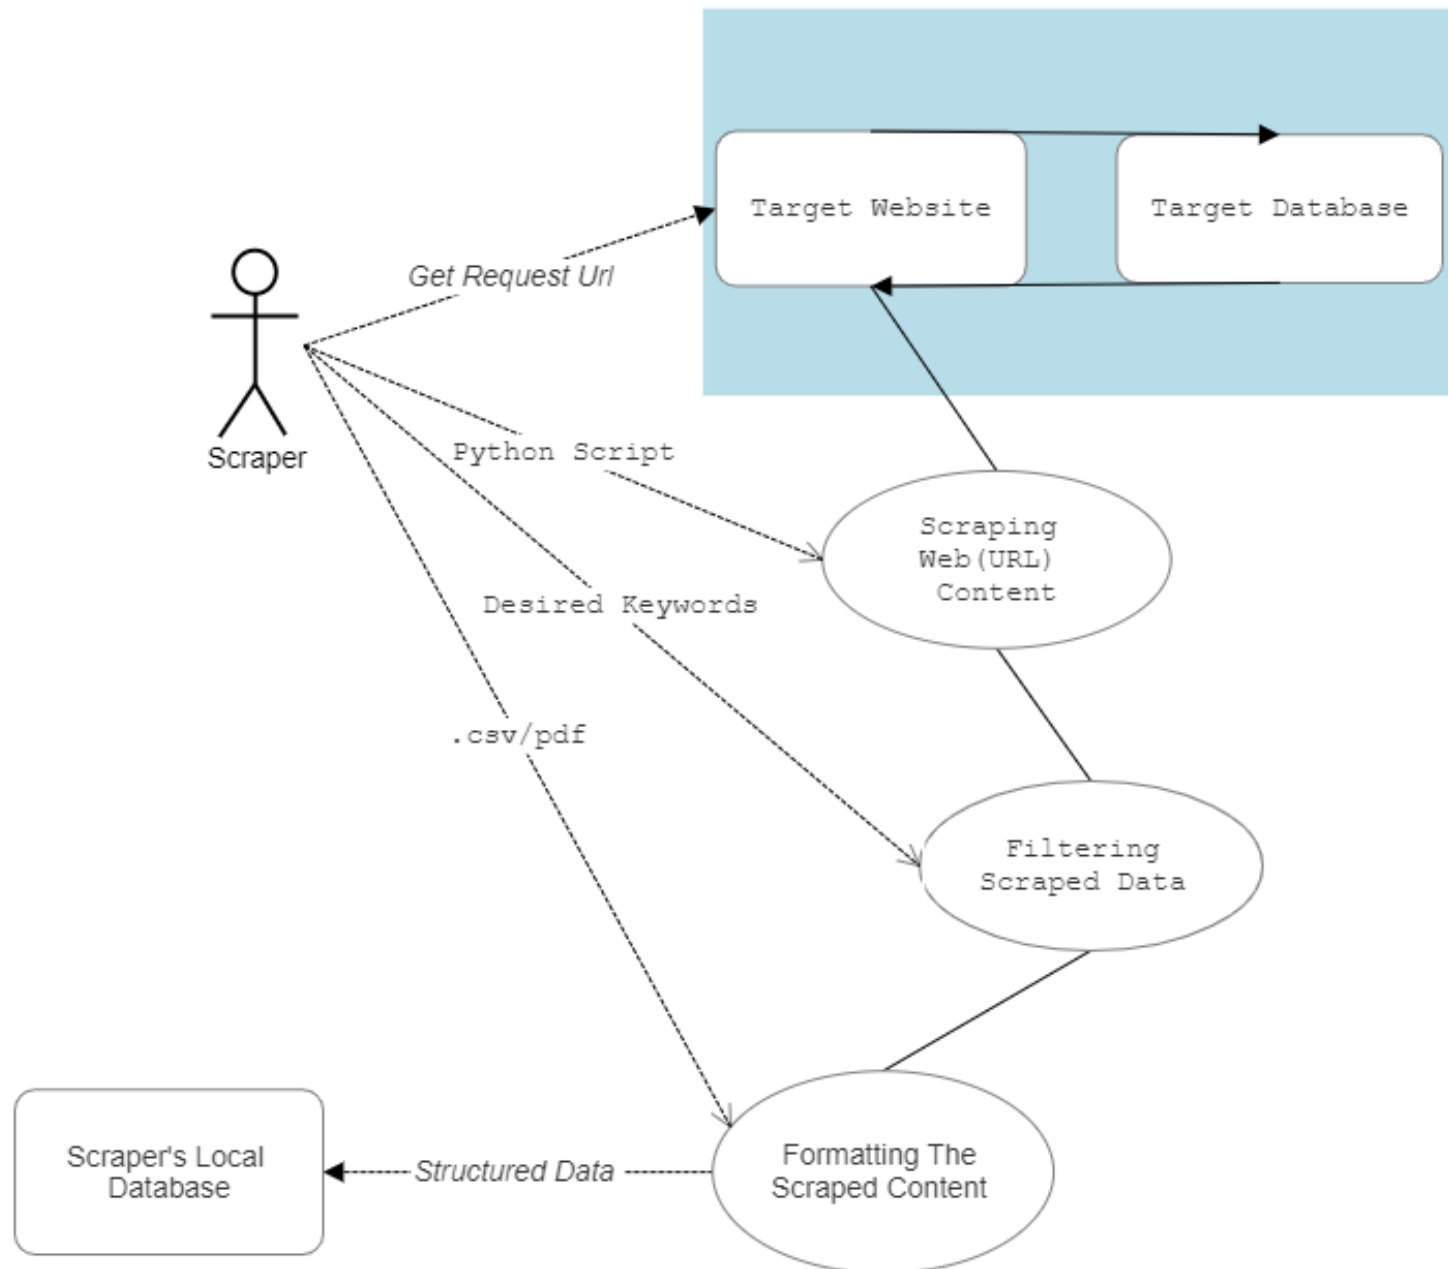 Target Website
Target Database
Get Request Url
Scraper
Python Script
Scraping
Web(URL)
Content
Desired Keywords
.csv/pdf
Filtering
Scraped Data
Scraper's Local
Database
Structured Data
Formatting The
Scraped Content